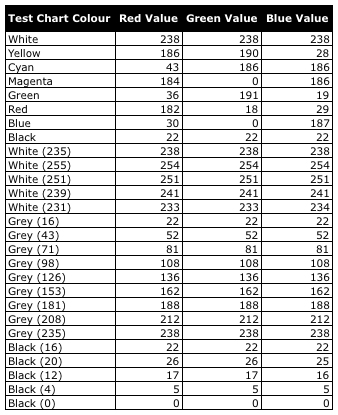 Test Chart Colour Red Value Green Value Blue Value
White 238 238 238
Yellow 186 190 28
Cyan 43 186 186
Magenta 184 0 186
Green 36 191 19
Red 182 18 29
Blue 30 0 187
Black 22 22 22
White (235) 238 238 238
White (255) 254 254 254
White (251) 251 251 251
White (239) 241 241 241
White (231) 233 233 234
Grey (16) 22 22 22
Grey (43) 52 52 52
Grey (71) 81 81 81
Grey (98) 108 108 108
Grey (126) 136 136 136
Grey (153) 162 162 162
Grey (181) 188 188 188
Grey (208) 212 212 212
Grey (235) 238 238 238
Black (16) 22 22 22
Black (20) 26 26 25
Black (12) 17 17 16
Black (4) 5 5 5
Black (0) 0 0 0